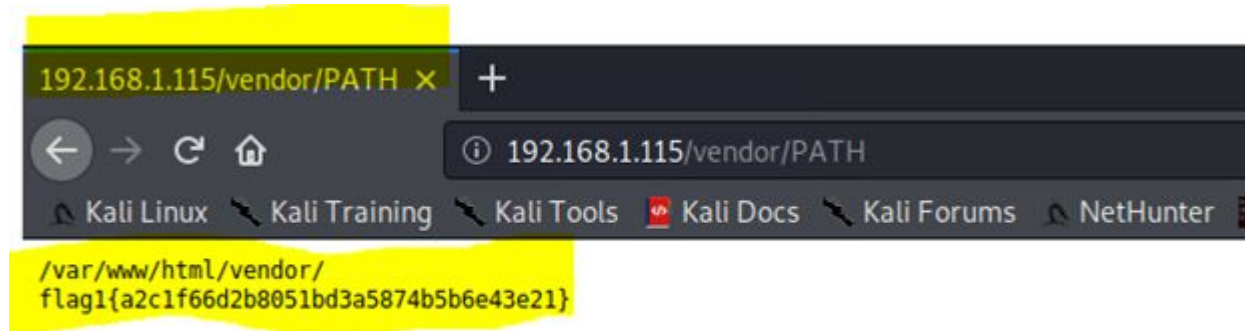 192.168.1.115/vendor/PATH × +
192.168.1.115/vendor/PATH
Kali Linux Kali Training Kali Tools Kali Docs Kali Forums NetHunter
/var/www/html/vendor/
flag1{a2c1f66d2b8051bd3a5874b5b6e43e21}